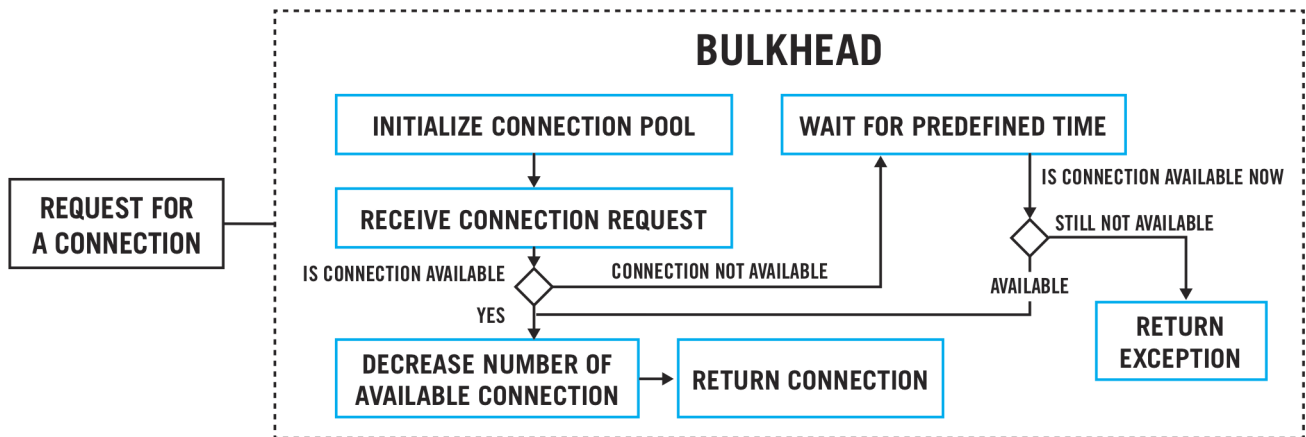 BULKHEAD
REQUEST FOR
A CONNECTION
INITIALIZE CONNECTION POOL
RECEIVE CONNECTION REQUEST
IS CONNECTION AVAILABLE
CONNECTION NOT AVAILABLE
YES
DECREASE NUMBER OF
AVAILABLE CONNECTION
RETURN CONNECTION
WAIT FOR PREDEFINED TIME
IS CONNECTION AVAILABLE NOW
STILL NOT AVAILABLE
AVAILABLE
RETURN
EXCEPTION